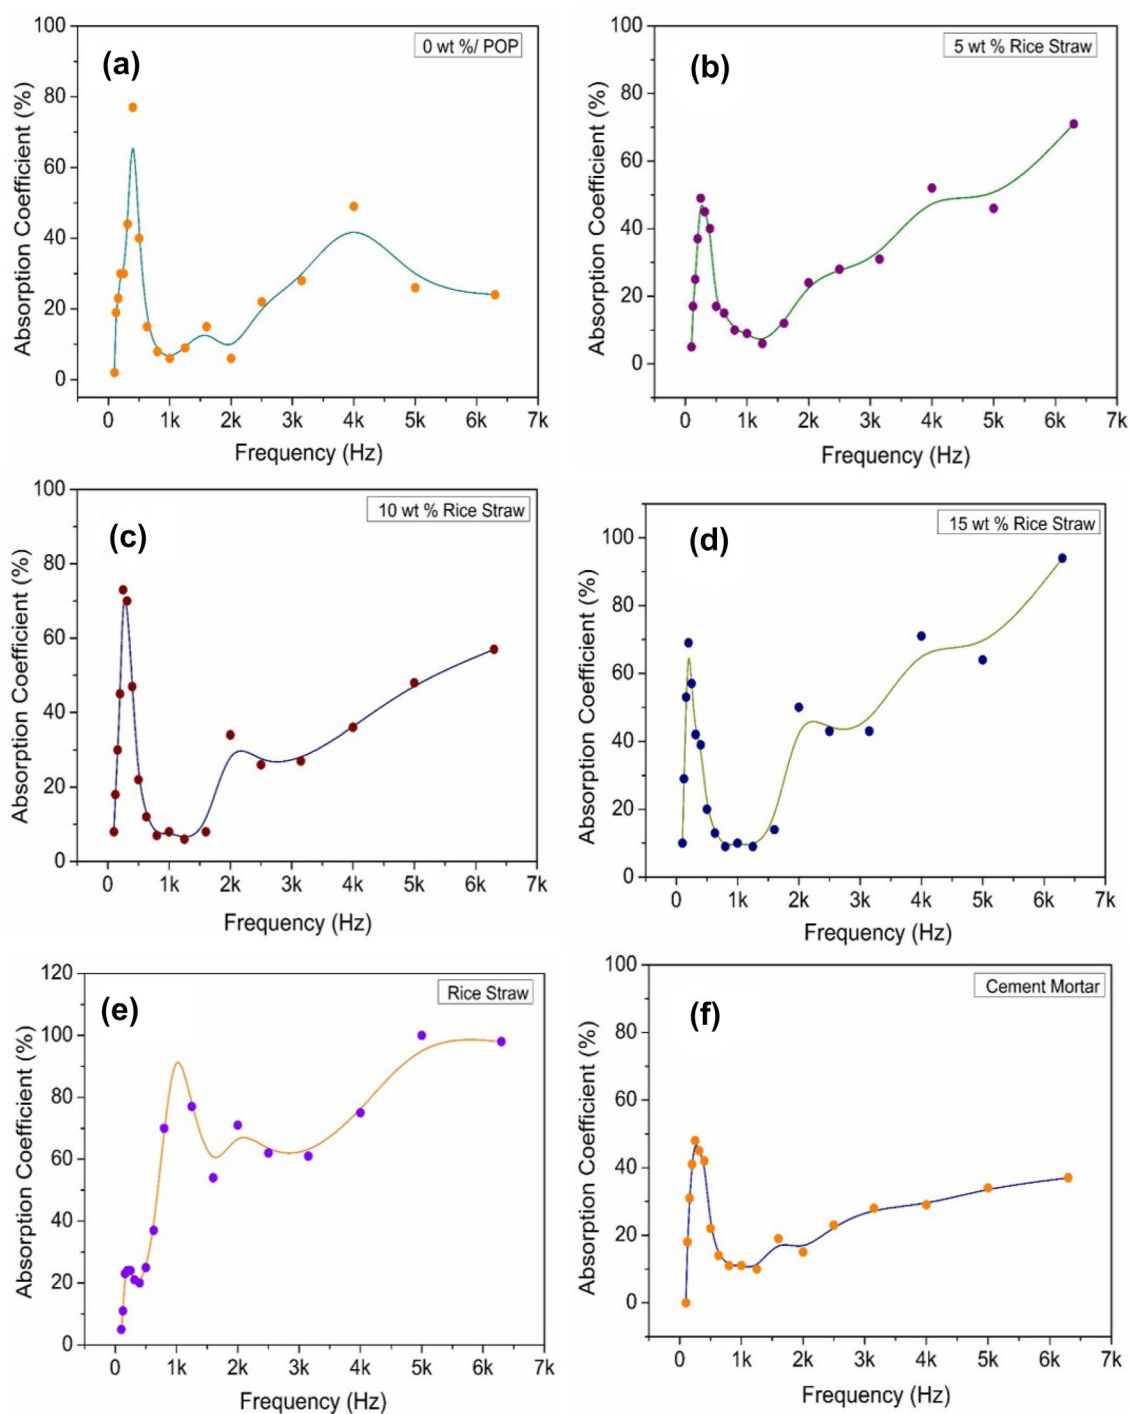 (a)
0 wt %/ POP
Absorption Coefficient (%)
100
80
60
40
20
0
0 1k 2k 3k 4k 5k 6k 7k
Frequency (Hz)
(b)
5 wt % Rice Straw
Absorption Coefficient (%)
100
80
60
40
20
0
0 1k 2k 3k 4k 5k 6k 7k
Frequency (Hz)
(c)
10 wt % Rice Straw
Absorption Coefficient (%)
100
80
60
40
20
0
0 1k 2k 3k 4k 5k 6k 7k
Frequency (Hz)
(d)
15 wt % Rice Straw
Absorption Coefficient (%)
100
80
60
40
20
0
0 1k 2k 3k 4k 5k 6k 7k
Frequency (Hz)
(e)
Rice Straw
Absorption Coefficient (%)
120
100
80
60
40
20
0
0 1k 2k 3k 4k 5k 6k 7k
Frequency (Hz)
(f)
Cement Mortar
Absorption Coefficient (%)
100
80
60
40
20
0
0 1k 2k 3k 4k 5k 6k 7k
Frequency (Hz)